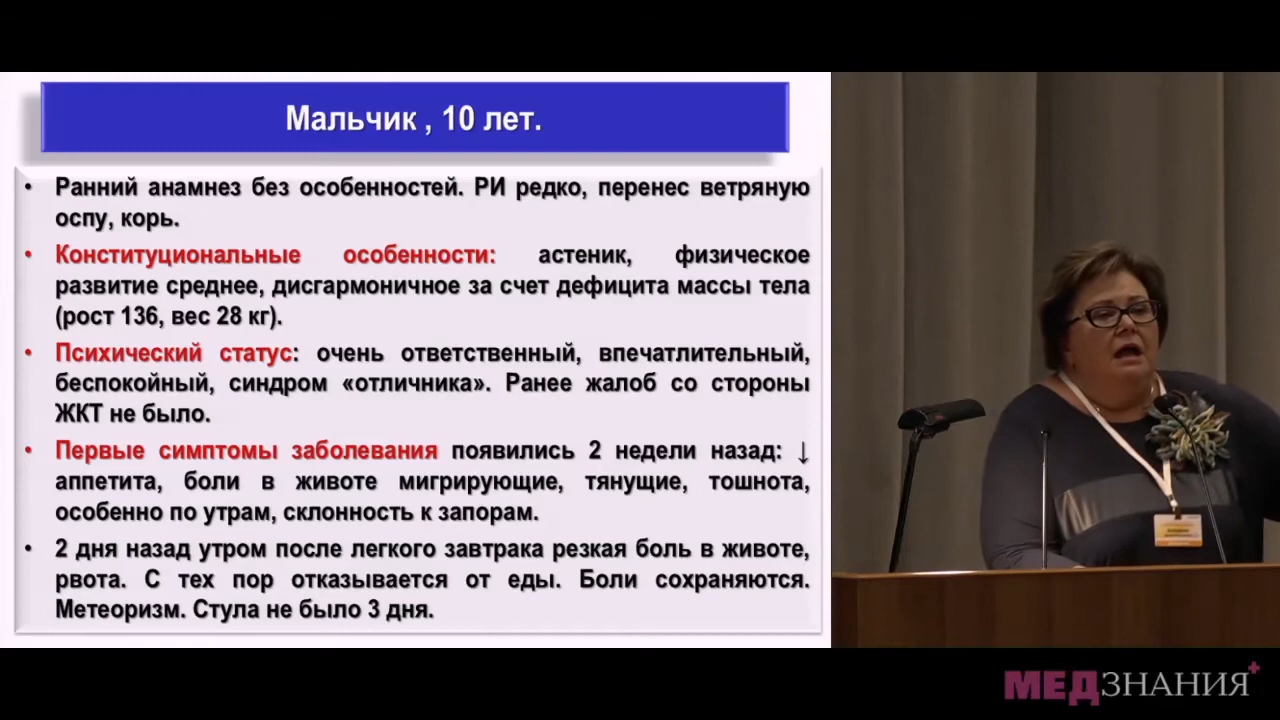 Мальчик , 10 лет.
• Ранний анамнез без особенностей. РИ редко, перенес ветряную
оспу, корь.
• Конституциональные особенности: астеник, физическое
развитие среднее, дисгармоничное за счет дефицита массы тела
(рост 136, вес 28 кг).
• Психический статус: очень ответственный, впечатлительный,
беспокойный, синдром «отличника». Ранее жалоб со стороны
ЖКТ не было.
• Первые симптомы заболевания появились 2 недели назад: ↓
аппетита, боли в животе мигрирующие, тянущие, тошнота,
особенно по утрам, склонность к запорам.
• 2 дня назад утром после легкого завтрака резкая боль в животе,
рвота. С тех пор отказывается от еды. Боли сохраняются.
Метеоризм. Стула не было 3 дня.
МЕДЗНАНИЯ+